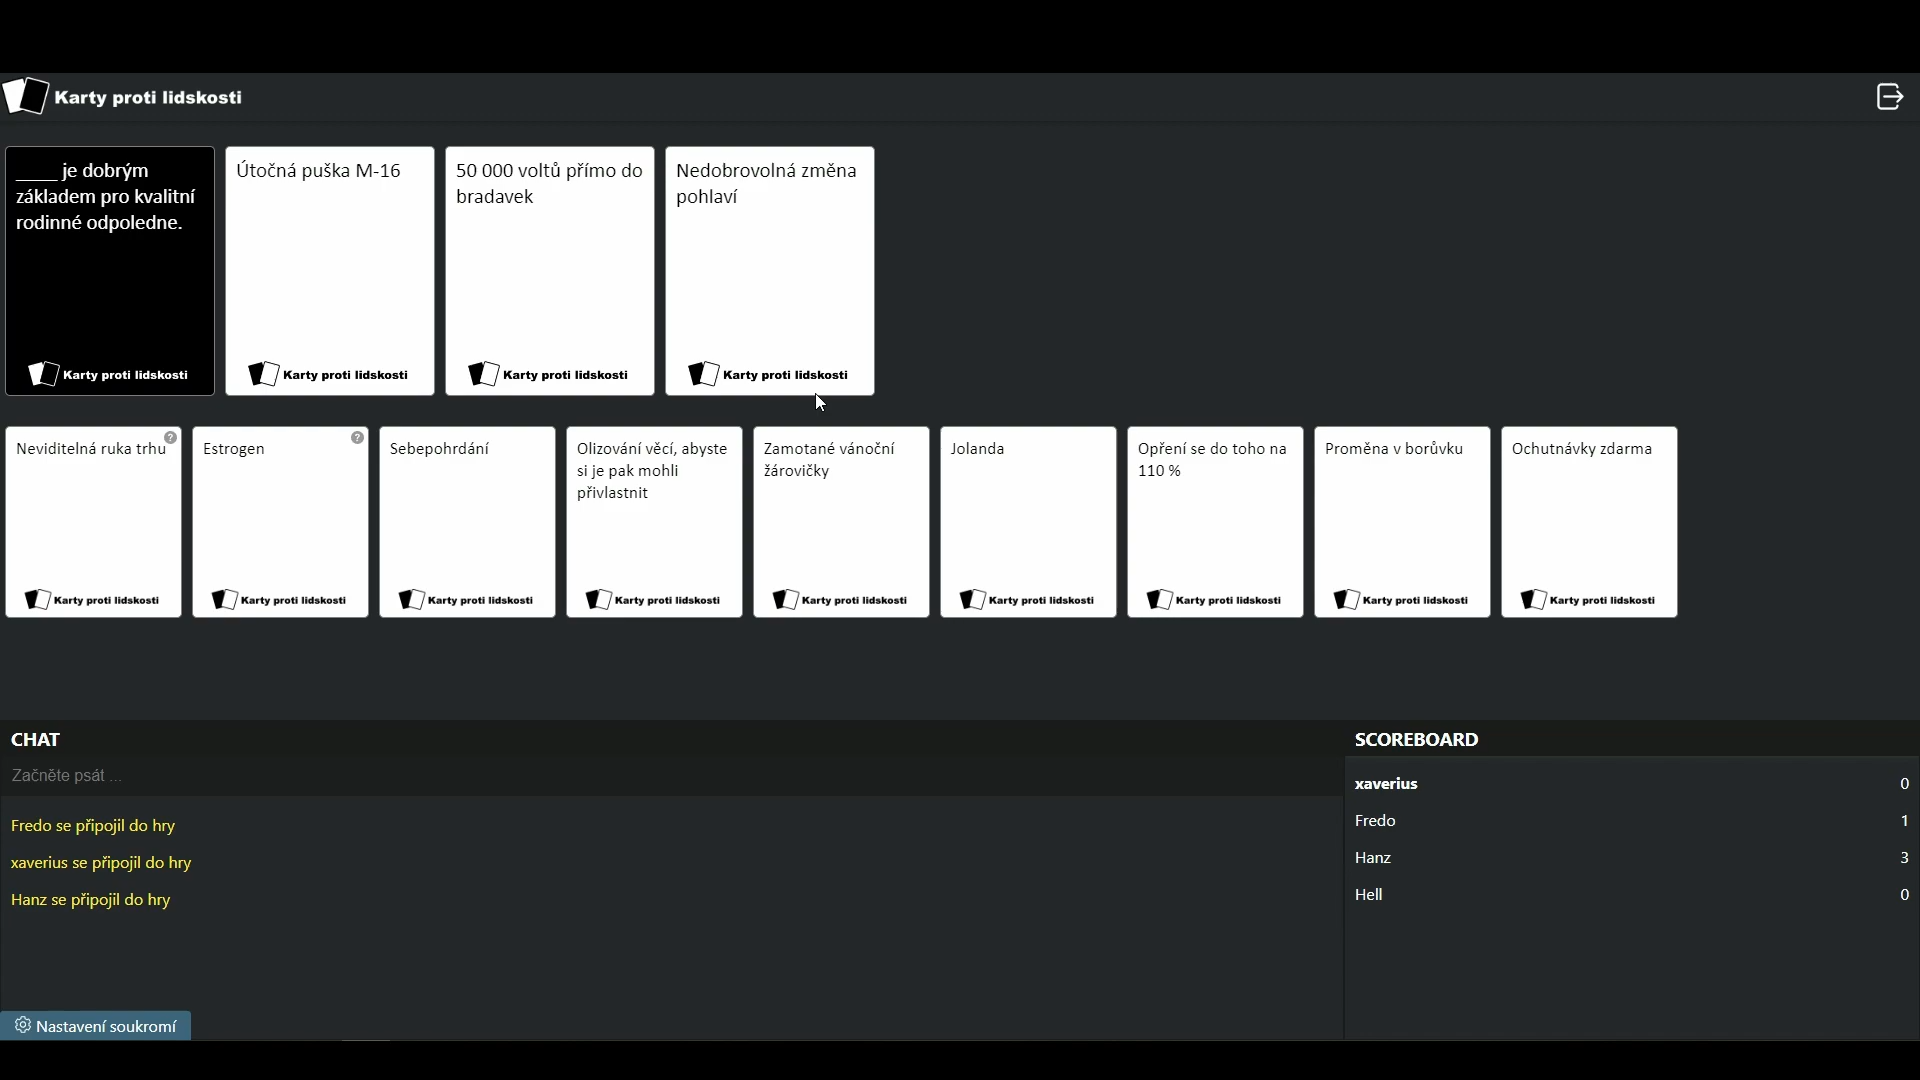 Karty proti lidskosti
____ je dobrým
základem pro kvalitní
rodinné odpoledne.
Karty proti lidskosti
Útočná puška M-16
Karty proti lidskosti
50 000 voltů přímo do
bradavek
Karty proti lidskosti
Nedobrovolná změna
pohlaví
Karty proti lidskosti
Neviditelná ruka trhu
?
Karty proti lidskosti
Estrogen
?
Karty proti lidskosti
Sebepohrdání
Karty proti lidskosti
Olizování věcí, abyste
si je pak mohli
přivlastnit
Karty proti lidskosti
Zamotané vánoční
žárovičky
Karty proti lidskosti
Jolanda
Karty proti lidskosti
Opření se do toho na
110 %
Karty proti lidskosti
Proměna v borůvku
Karty proti lidskosti
Ochutnávky zdarma
Karty proti lidskosti
CHAT
Začněte psát ...
Fredo se připojil do hry
xaverius se připojil do hry
Hanz se připojil do hry
Nastavení soukromí
SCOREBOARD
xaverius 0
Fredo 1
Hanz 3
Hell 0